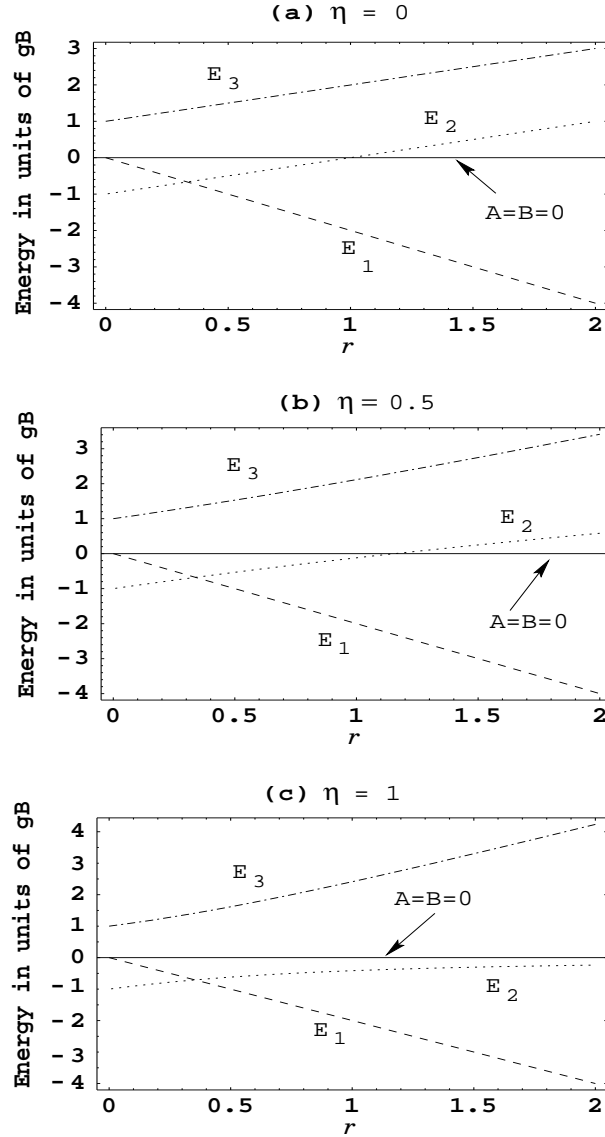 (a) η = 0
Energy in units of gB
3
2
1
0
-1
-2
-3
-4
E 3
E 2
A=B=0
E 1
0 0.5 1 1.5 2
r
(b) η = 0.5
Energy in units of gB
3
2
1
0
-1
-2
-3
-4
E 3
E 2
A=B=0
E 1
0 0.5 1 1.5 2
r
(c) η = 1
Energy in units of gB
4
3
2
1
0
-1
-2
-3
-4
E 3
A=B=0
E 2
E 1
0 0.5 1 1.5 2
r